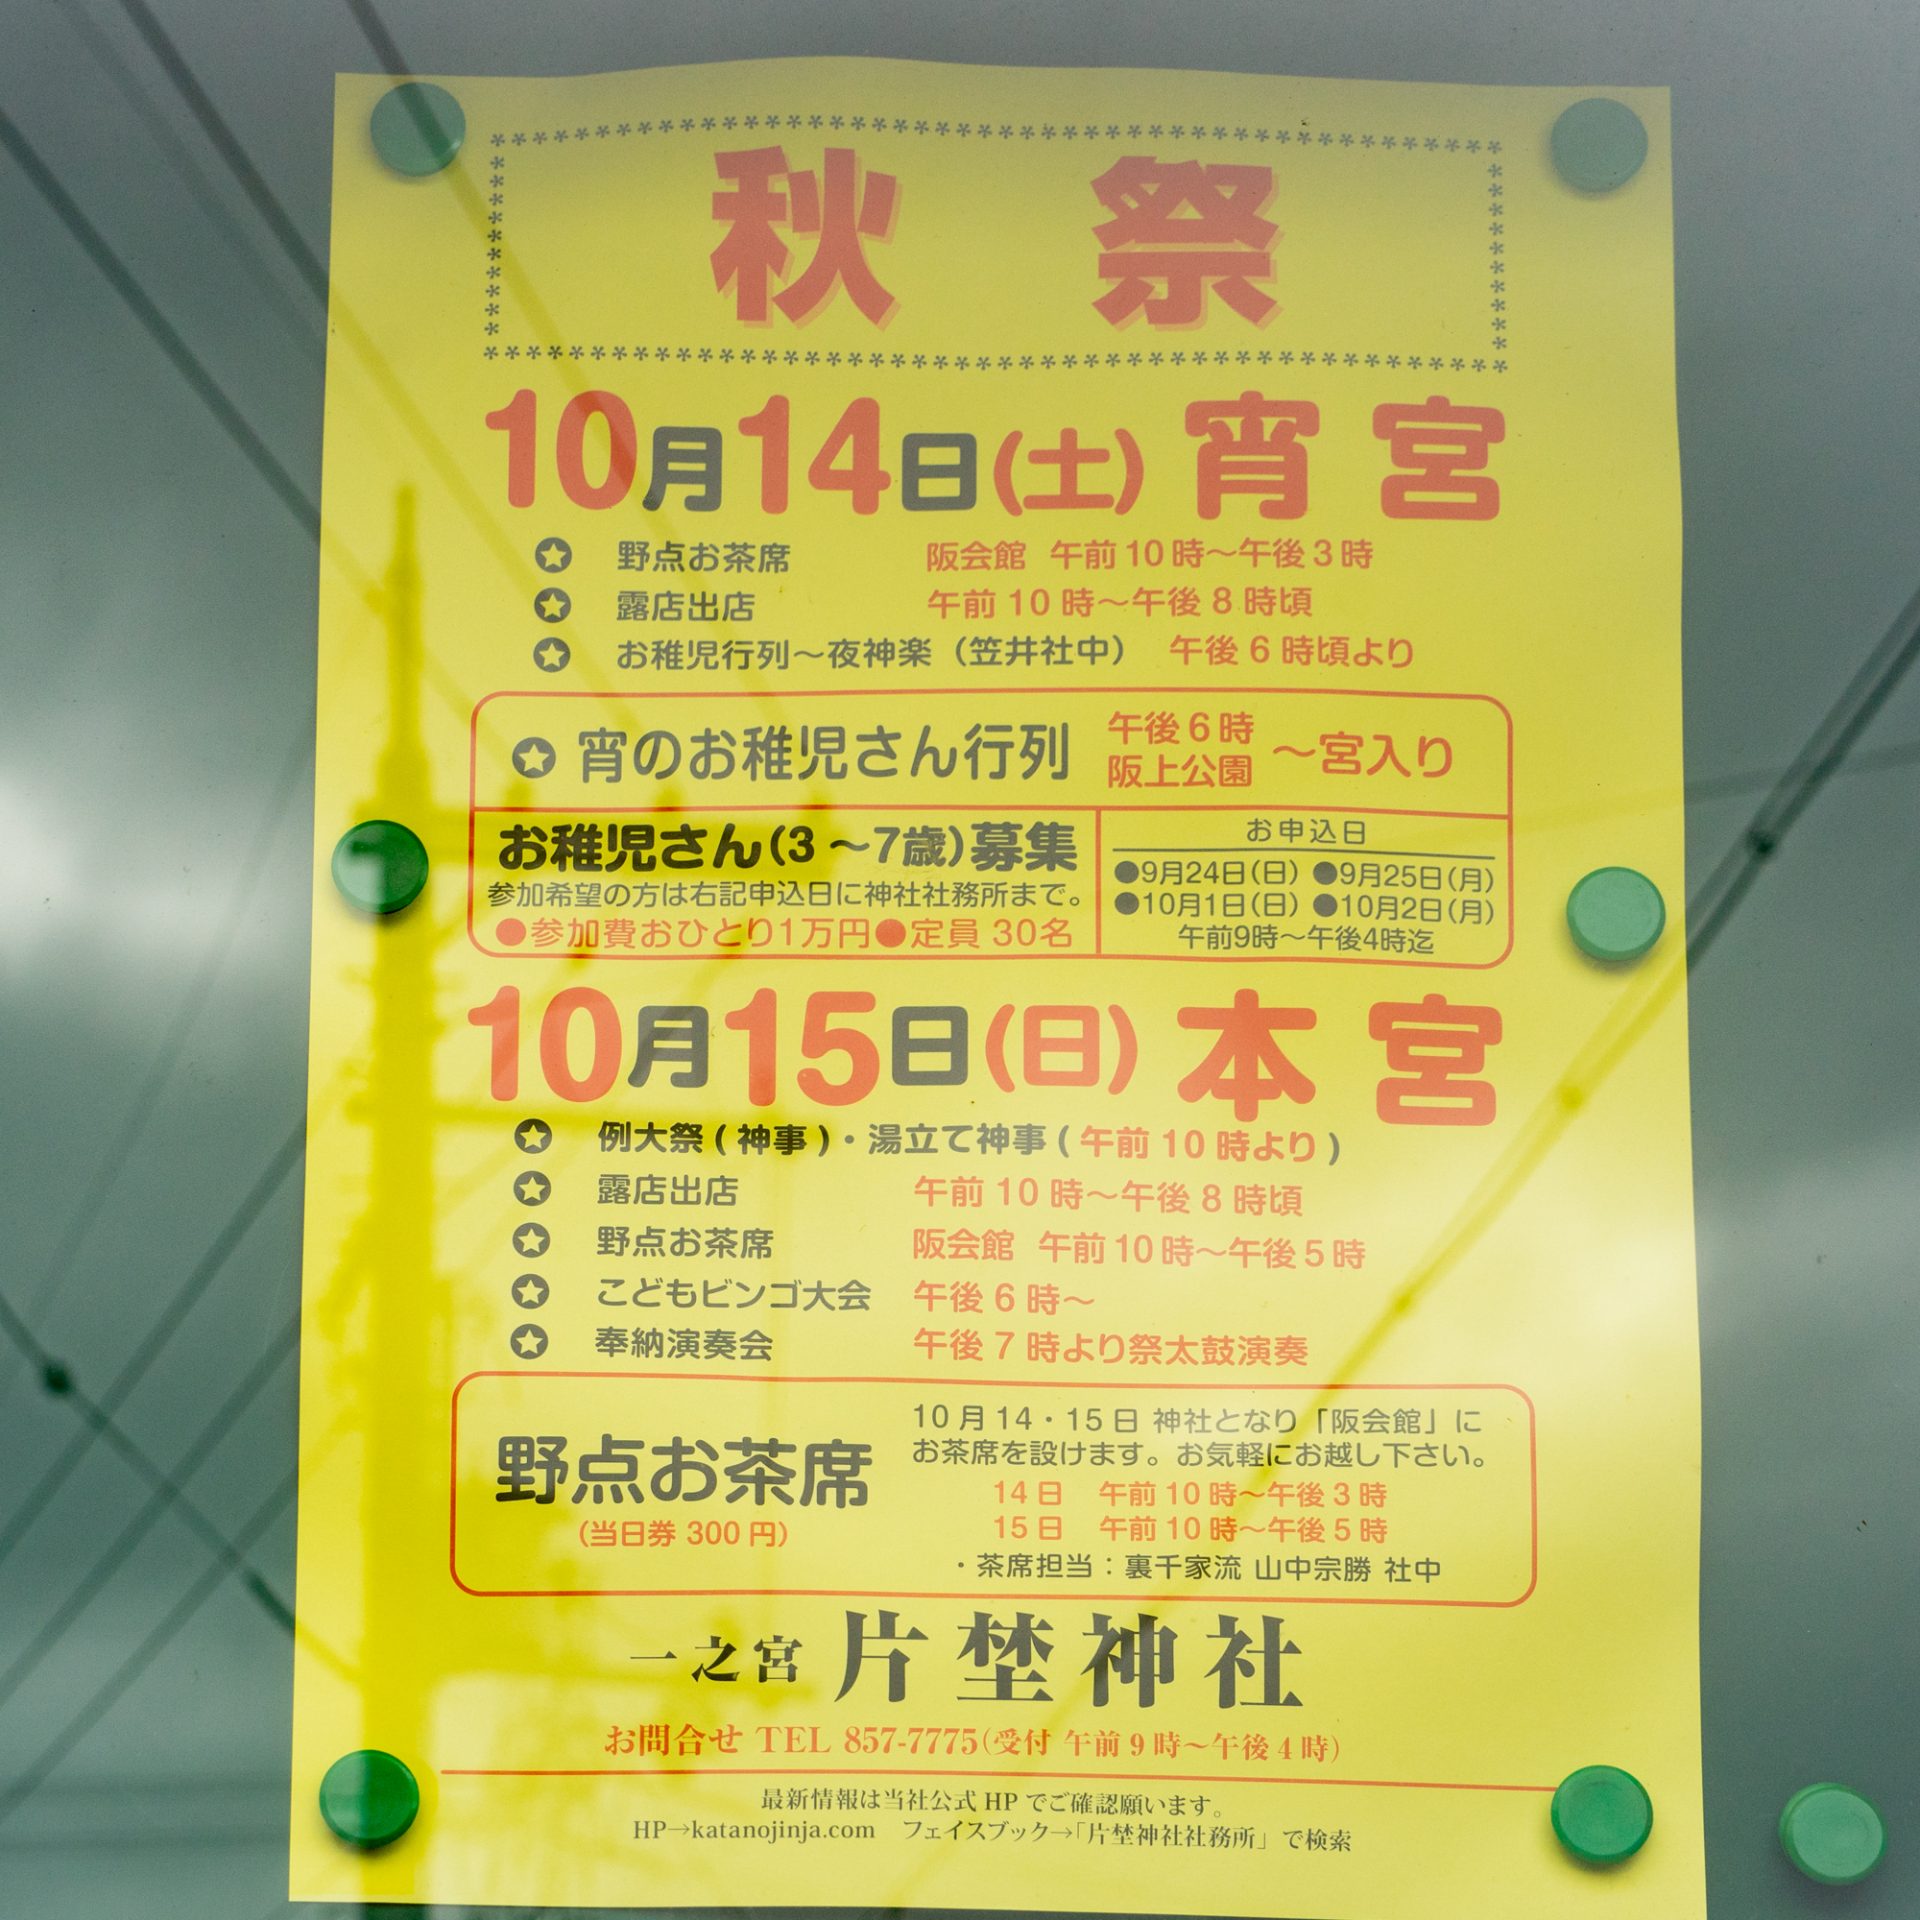 秋 祭
10月14日(土) 宵宮
野点お茶席 阪会館 午前10時～午後3時
露店出店 午前10時～午後8時頃
お稚児行列～夜神楽（笠井社中） 午後6時頃より
宵のお稚児さん行列 午後6時 阪上公園 ～宮入り
お稚児さん(3～7歳)募集
参加希望の方は右記申込日に神社社務所まで。
●参加費おひとり1万円●定員 30名
お申込日
●9月24日(日) ●9月25日(月)
●10月1日(日) ●10月2日(月)
午前9時～午後4時迄
10月15日(日) 本宮
例大祭(神事)・湯立て神事(午前10時より)
露店出店 午前10時～午後8時頃
野点お茶席 阪会館 午前10時～午後5時
こどもビンゴ大会 午後6時～
奉納演奏会 午後7時より祭太鼓演奏
野点お茶席
(当日券 300円)
10月14・15日 神社となり「阪会館」に
お茶席を設けます。お気軽にお越し下さい。
14日 午前10時～午後3時
15日 午前10時～午後5時
・茶席担当：裏千家流 山中宗勝 社中
一之宮 片埜神社
お問合せ TEL 857-7775(受付 午前9時～午後4時)
最新情報は当社公式HPでご確認願います。
HP→katanojinja.com フェイスブック→「片埜神社社務所」で検索